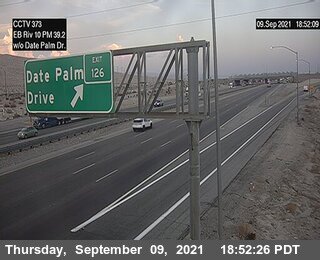 CCTV 373
EB Riv 10 PM 39.2
w/o Date Palm Dr.
09.Sep 2021 18:52:09
EXIT
126
Date Palm
Drive
Thursday, September 09, 2021 18:52:26 PDT